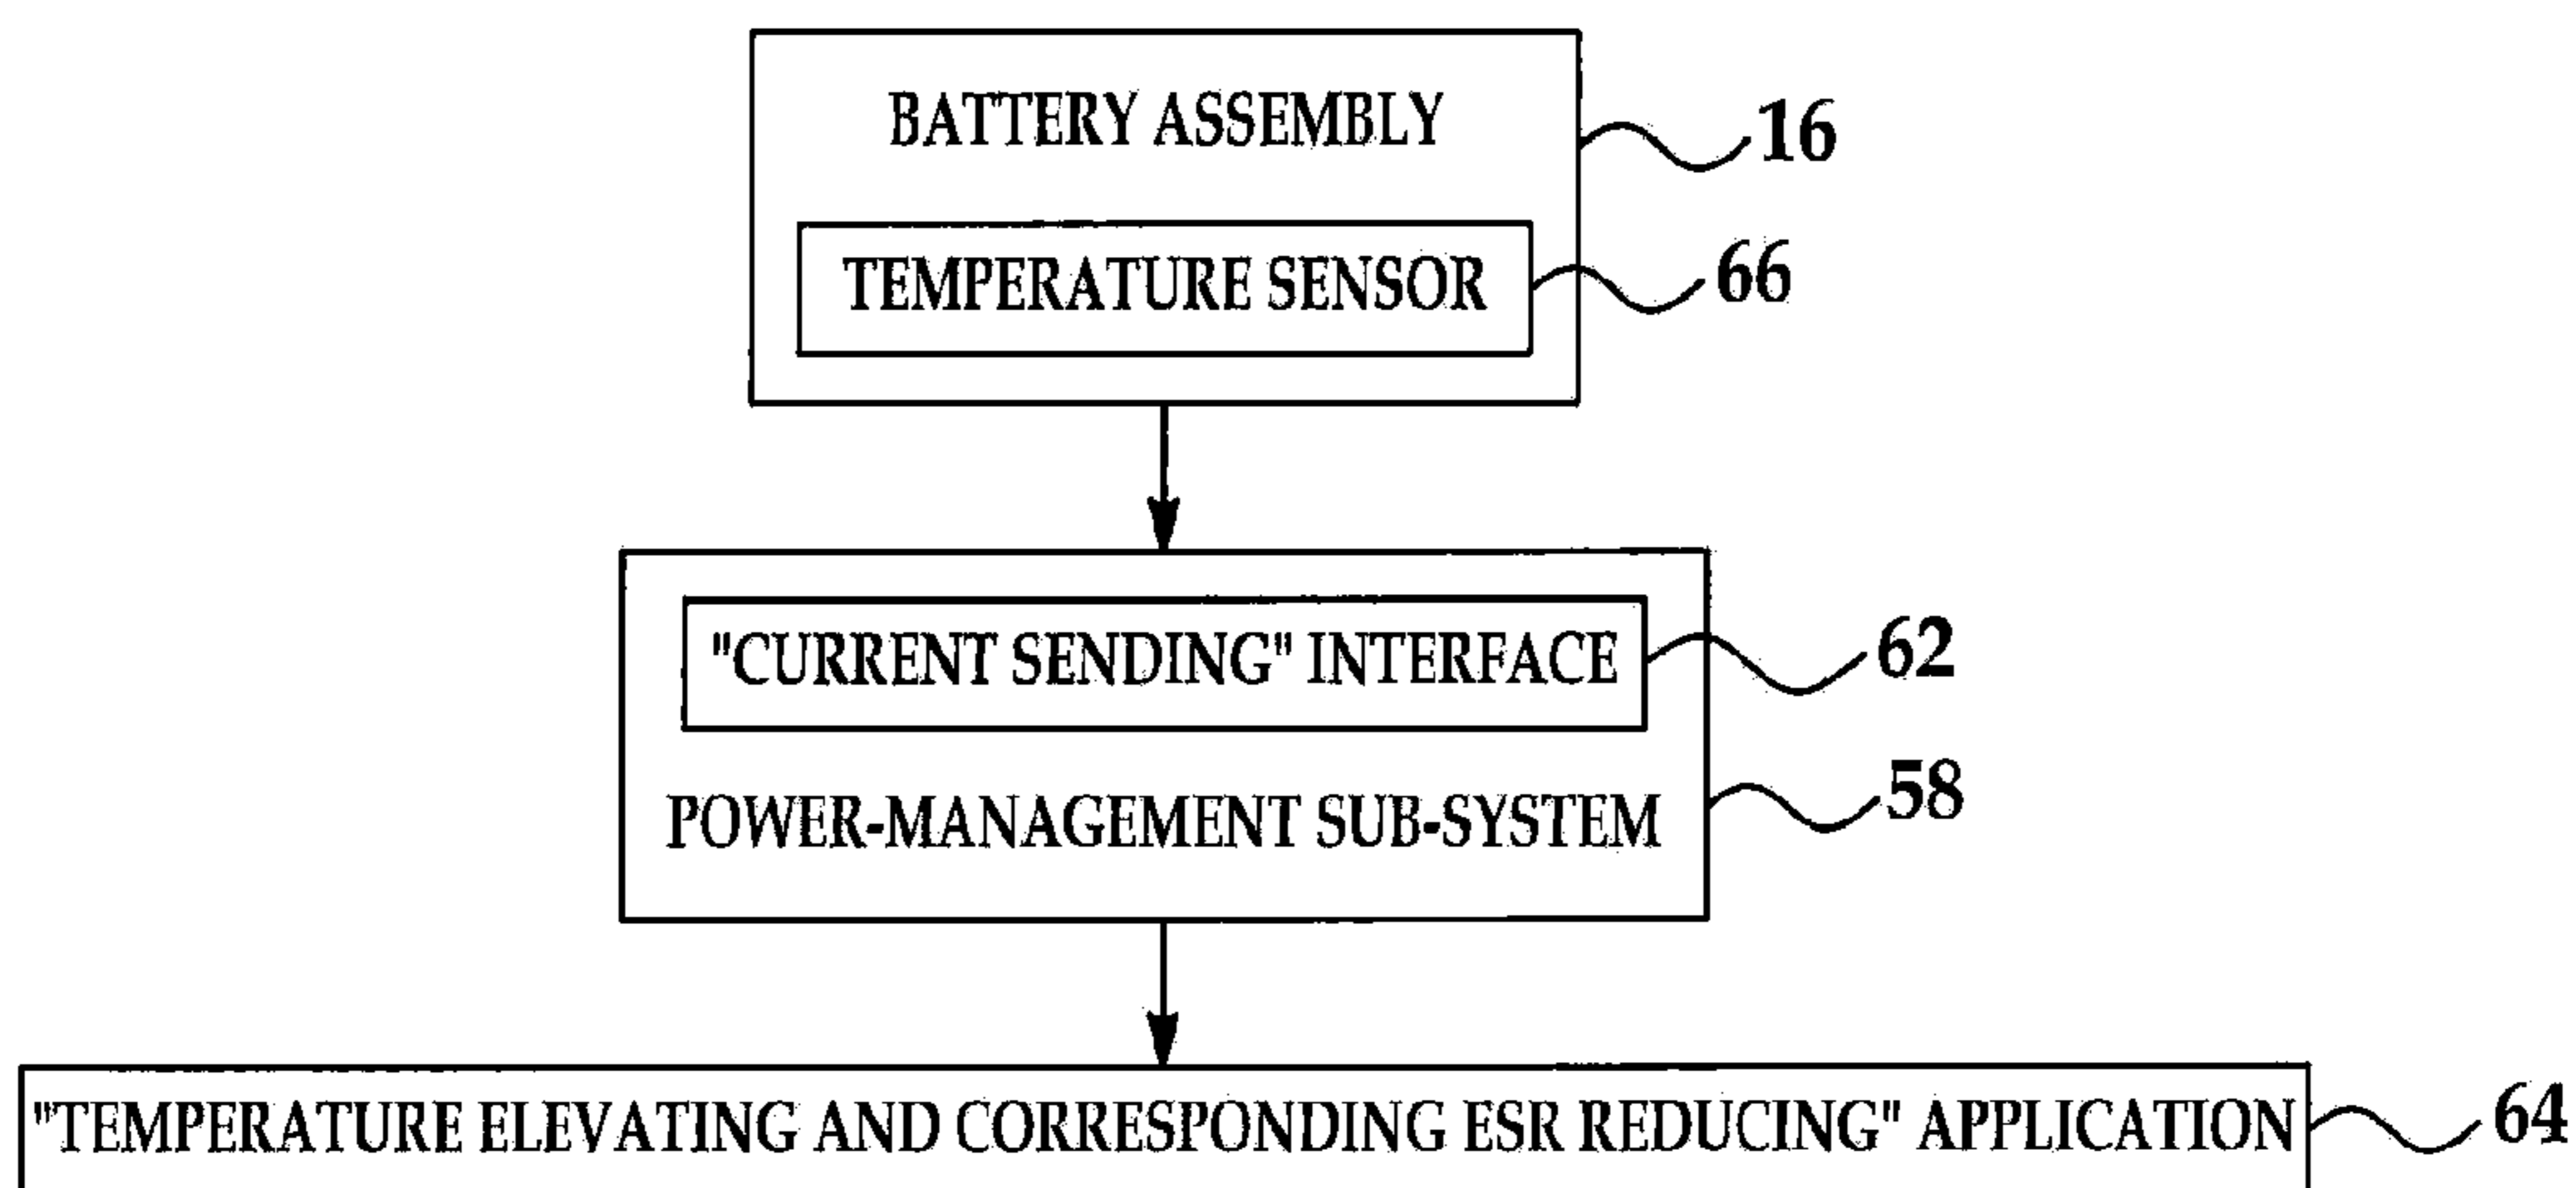 BATTERY ASSEMBLY
16
TEMPERATURE SENSOR
66
"CURRENT SENDING" INTERFACE
62
POWER-MANAGEMENT SUB-SYSTEM
58
"TEMPERATURE ELEVATING AND CORRESPONDING ESR REDUCING" APPLICATION
64